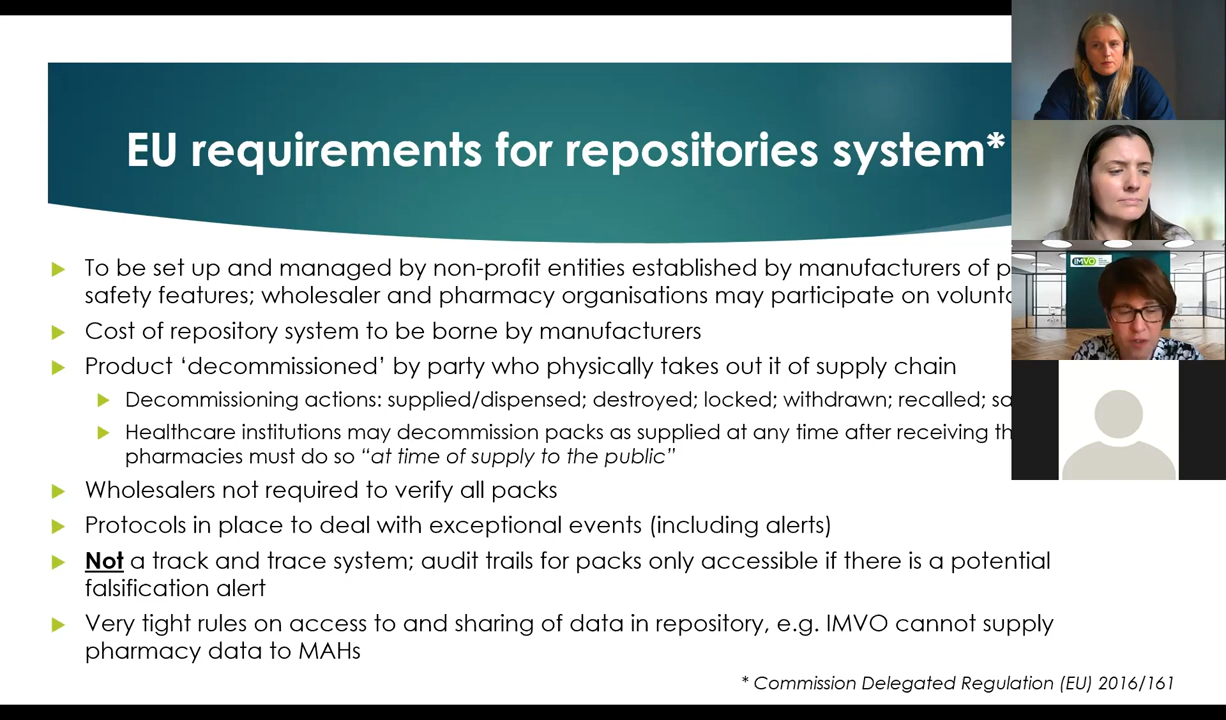 EU requirements for repositories system*
To be set up and managed by non-profit entities established by manufacturers of
safety features; wholesaler and pharmacy organisations may participate on
Cost of repository system to be borne by manufacturers
Product ‘decommissioned’ by party who physically takes out it of supply chain
Decommissioning actions: supplied/dispensed; destroyed; locked; withdrawn; recalled;
Healthcare institutions may decommission packs as supplied at any time after receiving
pharmacies must do so “at time of supply to the public”
Wholesalers not required to verify all packs
Protocols in place to deal with exceptional events (including alerts)
Not a track and trace system; audit trails for packs only accessible if there is a potential
falsification alert
Very tight rules on access to and sharing of data in repository, e.g. IMVO cannot supply
pharmacy data to MAHs
* Commission Delegated Regulation (EU) 2016/161
IMVO